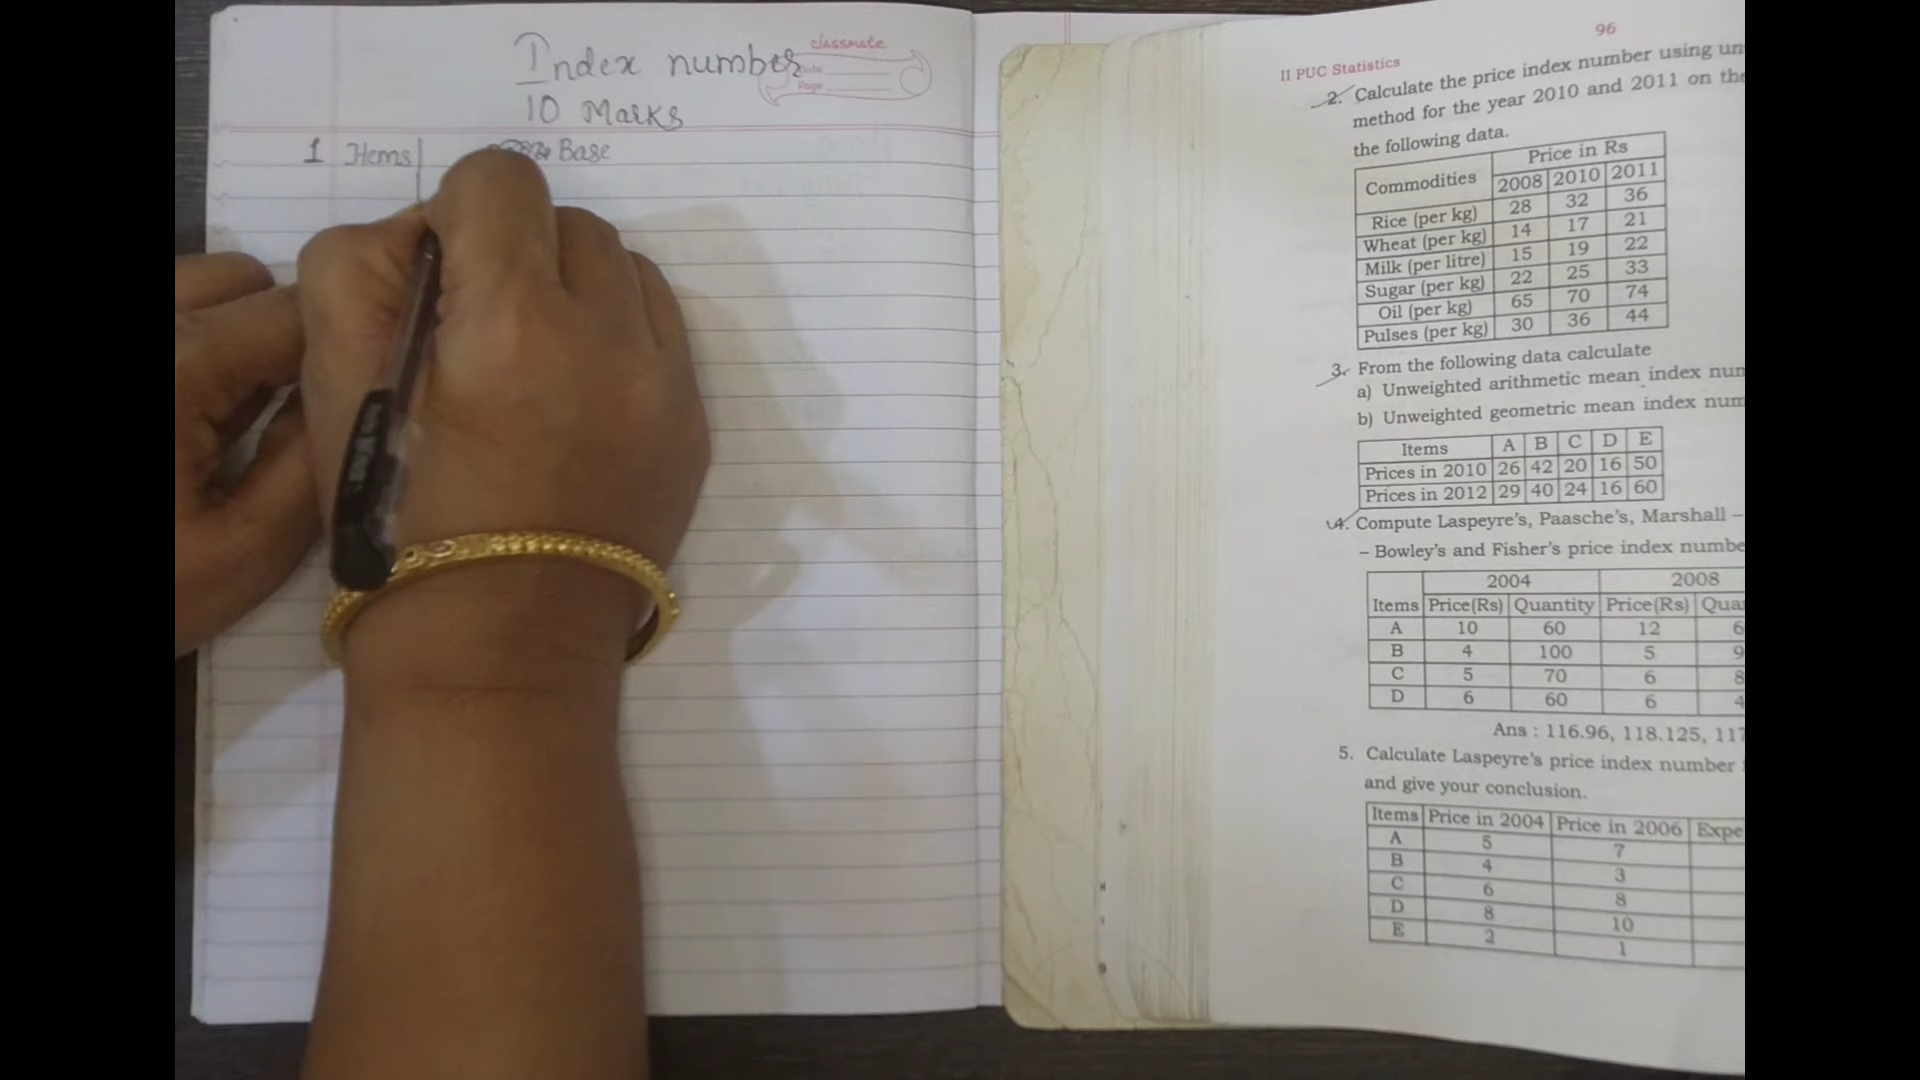 classmate
Date
Page
Index number
10 Marks
1 Items Base
96
II PUC Statistics
2. Calculate the price index number using
method for the year 2010 and 2011 on the
the following data.
Commodities Price in Rs
2008 2010 2011
Rice (per kg) 28 32 36
Wheat (per kg) 14 17 21
Milk (per litre) 15 19 22
Sugar (per kg) 22 25 33
Oil (per kg) 65 70 74
Pulses (per kg) 30 36 44
3. From the following data calculate
a) Unweighted arithmetic mean index
b) Unweighted geometric mean index
Items A B C D E
Prices in 2010 26 42 20 16 50
Prices in 2012 29 40 24 16 60
4. Compute Laspeyre's, Paasche's, Marshall –
– Bowley's and Fisher's price index
2004 2008
Items Price(Rs) Quantity Price(Rs)
A 10 60 12
B 4 100 5
C 5 70 6
D 6 60 6
Ans : 116.96, 118.125,
5. Calculate Laspeyre's price index number
and give your conclusion.
Items Price in 2004 Price in 2006
A 5 7
B 4 3
C 6 8
D 8 10
E 2 1